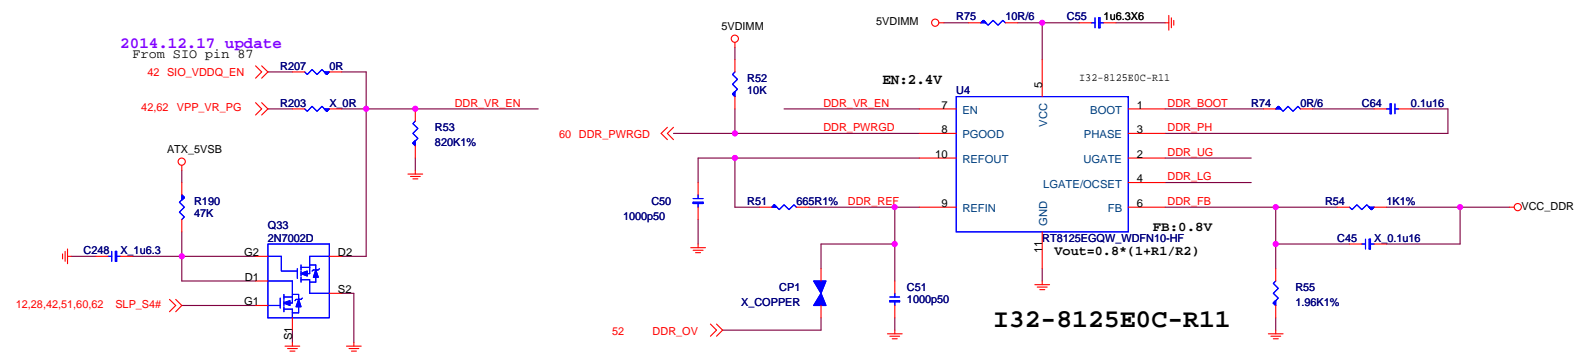 2014.12.17 update
From SIO pin 87
42 SIO_VDDQ_EN
R207
0R
42,62 VPP_VR_PG
R203
X_0R
DDR_VR_EN
R53
820K1%
ATX_5VSB
R190
47K
Q33
2N7002D
C248
X_1u6.3
G2
D2
D1
S2
12,28,42,51,60,62 SLP_S4#
G1
S1
5VDIMM
R75
10R/6
C55
1u6.3X6
5VDIMM
R52
10K
EN:2.4V
I32-8125E0C-R11
U4
5
VCC
DDR_VR_EN
7
EN
BOOT
1
DDR_BOOT
R74
0R/6
C64
0.1u16
60 DDR_PWRGD
DDR_PWRGD
8
PGOOD
PHASE
3
DDR_PH
10
REFOUT
UGATE
2
DDR_UG
LGATE/OCSET
4
DDR_LG
C50
1000p50
R51
665R1%
DDR_REF
9
REFIN
GND
11
FB
6
DDR_FB
R54
1K1%
VCC_DDR
FB:0.8V
RT8125EGQW_WDFN10-HF
Vout=0.8*(1+R1/R2)
C45
X_0.1u16
CP1
X_COPPER
C51
1000p50
R55
1.96K1%
52 DDR_OV
I32-8125E0C-R11